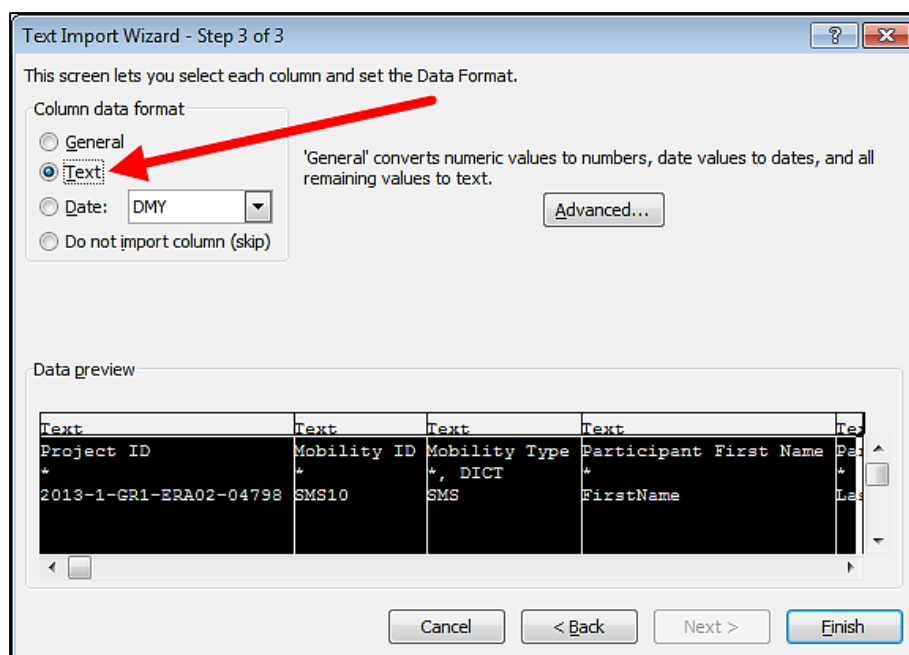 Text Import Wizard - Step 3 of 3
This screen lets you select each column and set the Data Format.
Column data format
General
Text
Date: DMY
Do not import column (skip)
'General' converts numeric values to numbers, date values to dates, and all
remaining values to text.
Advanced...
Data preview
Text Text Text Text Te
Project ID Mobility ID Mobility Type Participant First Name Pa
* * *, DICT * *
2013-1-GR1-ERA02-04798 SMS10 SMS FirstName Las
Cancel < Back Next > Finish